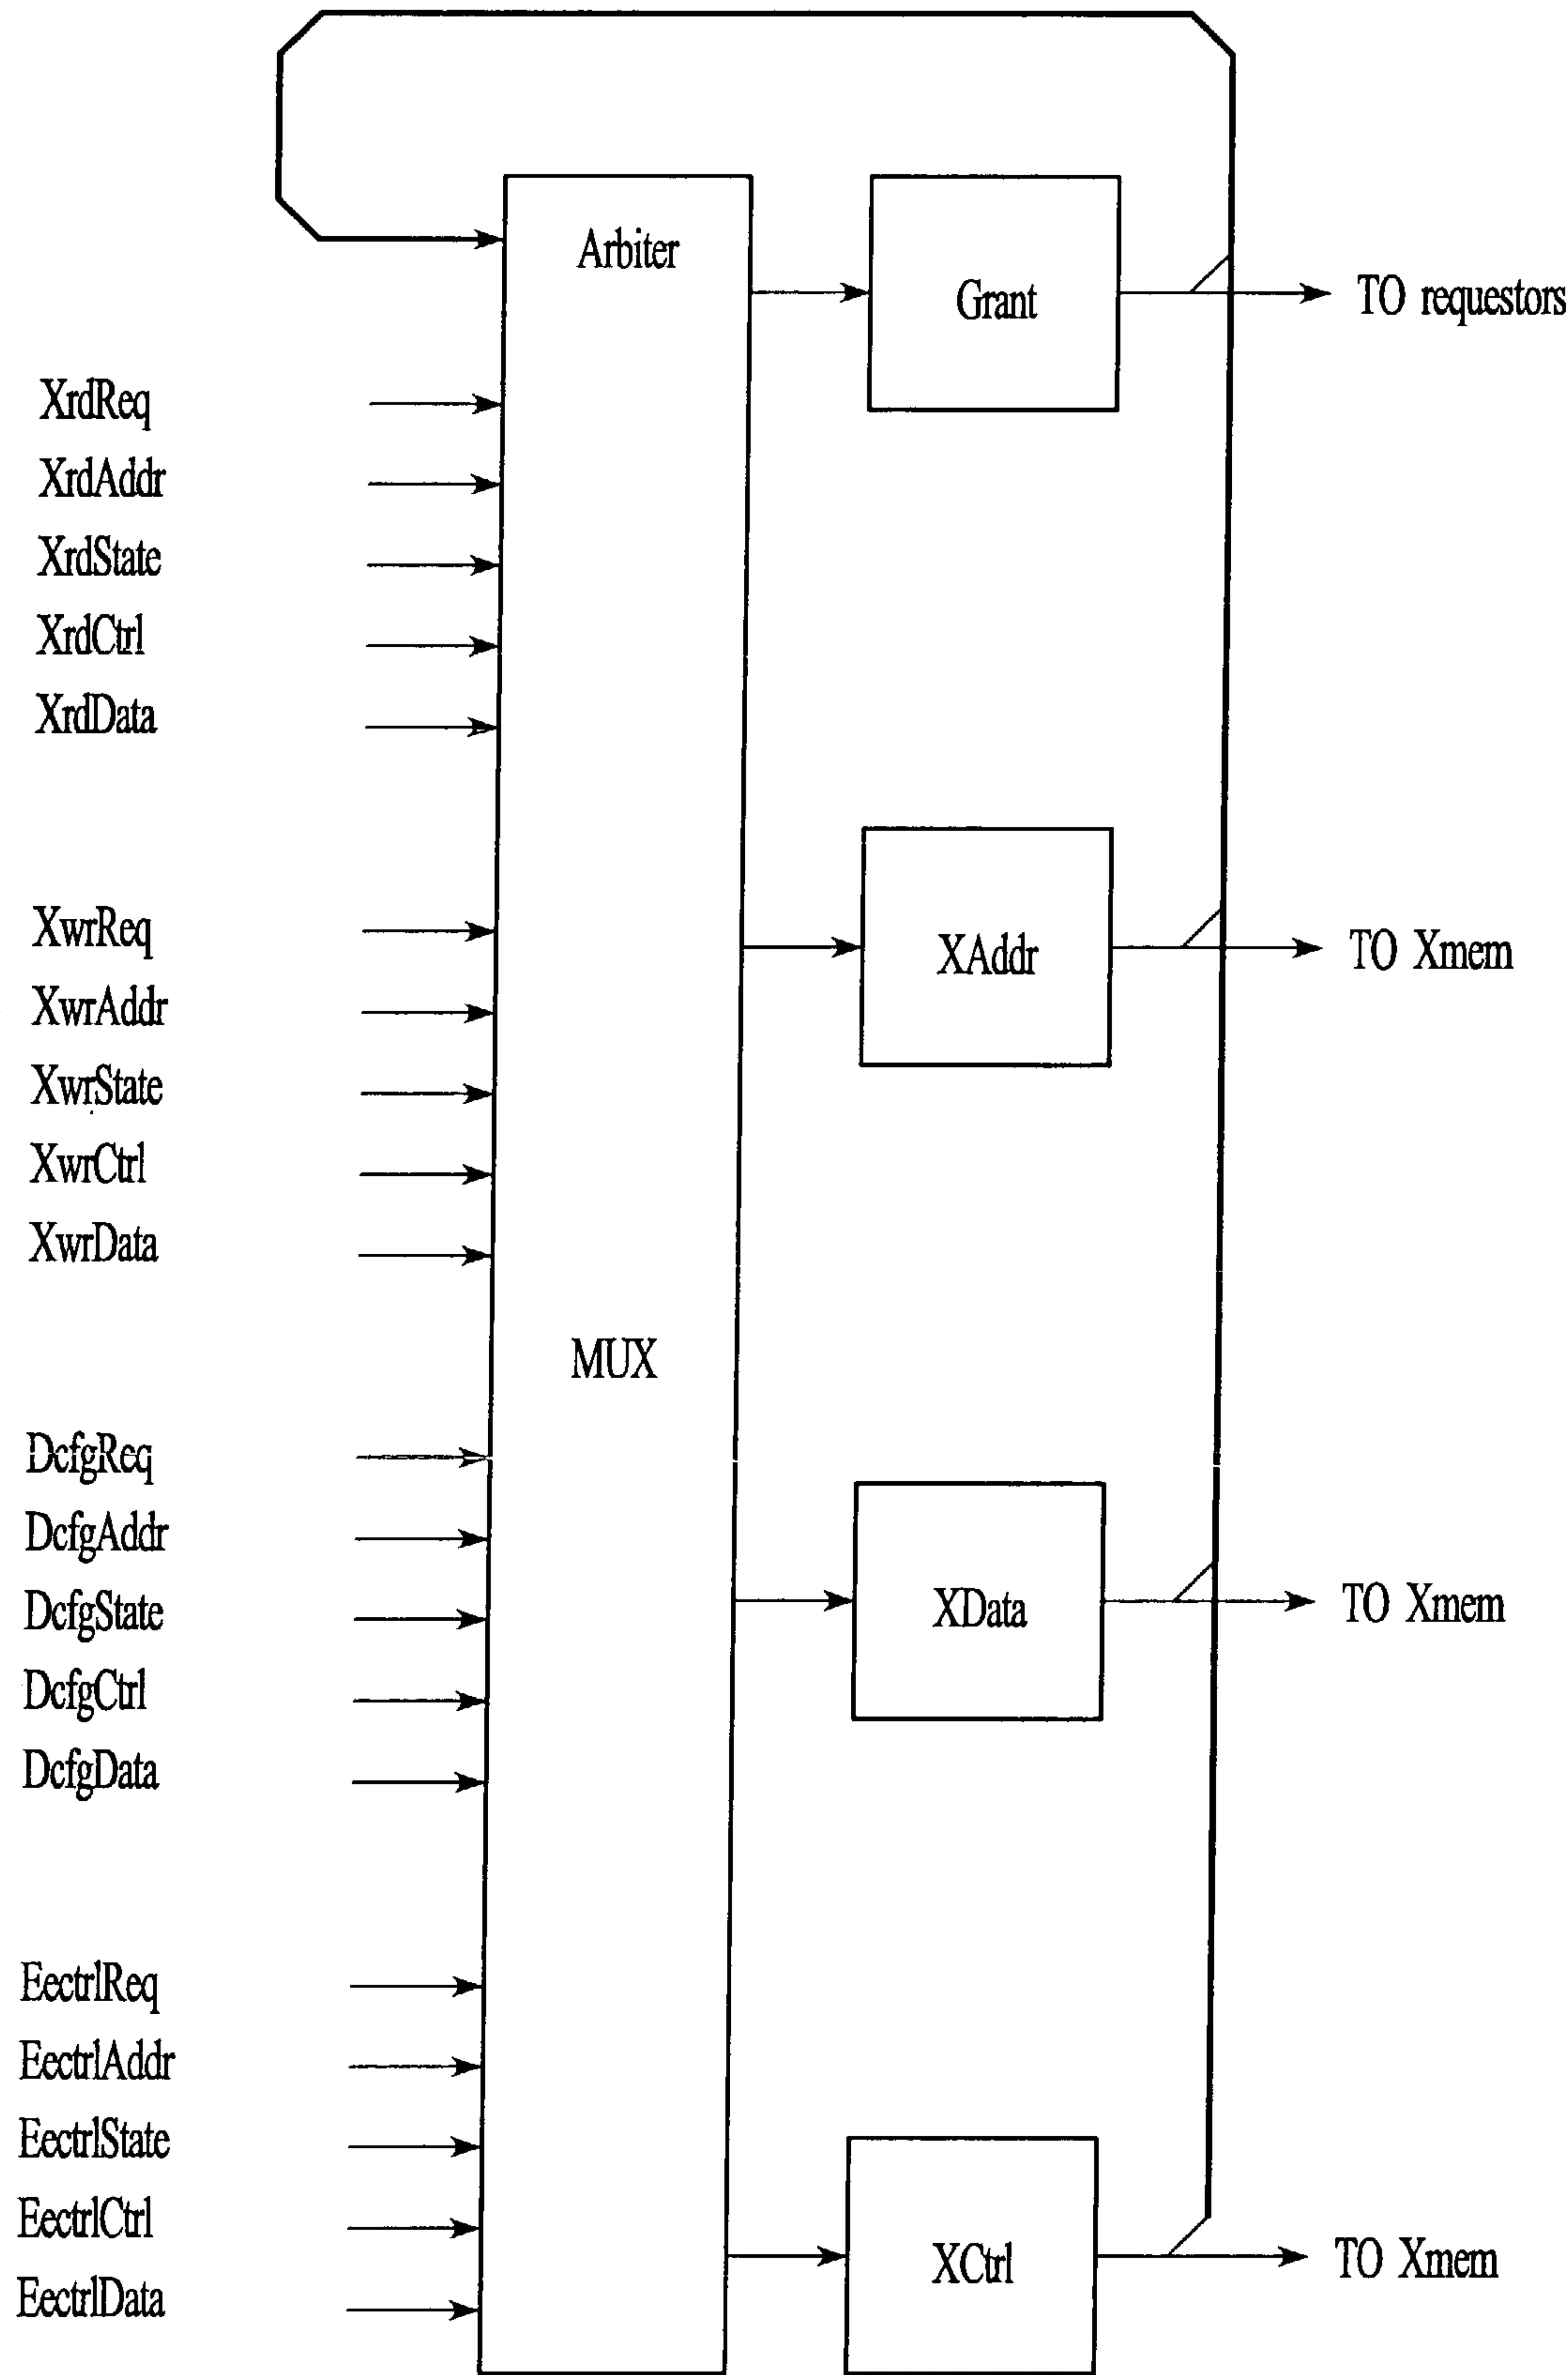 Arbiter
Grant
TO requestors
XrdReq
XrdAddr
XrdState
XrdCtrl
XrdData
XwrReq
XAddr
TO Xmem
XwrAddr
XwrState
XwrCtrl
XwrData
MUX
DcfgReq
DcfgAddr
DcfgState
XData
TO Xmem
DcfgCtrl
DcfgData
EectrlReq
EectrlAddr
EectrlState
EectrlCtrl
XCtrl
TO Xmem
EectrlData